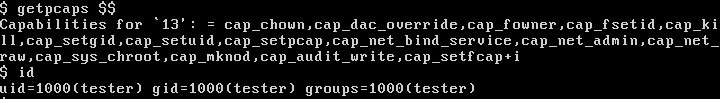 $ getpcaps $$
Capabilities for `13': = cap_chown,cap_dac_override,cap_fowner,cap_fsetid,cap_ki
ll,cap_setgid,cap_setuid,cap_setpcap,cap_net_bind_service,cap_net_admin,cap_net_
raw,cap_sys_chroot,cap_mknod,cap_audit_write,cap_setfcap+i
$ id
uid=1000(tester) gid=1000(tester) groups=1000(tester)